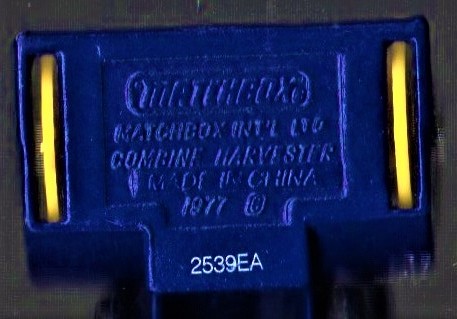 MATCHBOX®
MATCHBOX INT'L LTD
COMBINE HARVESTER
MADE IN CHINA
1977 ©
2539EA